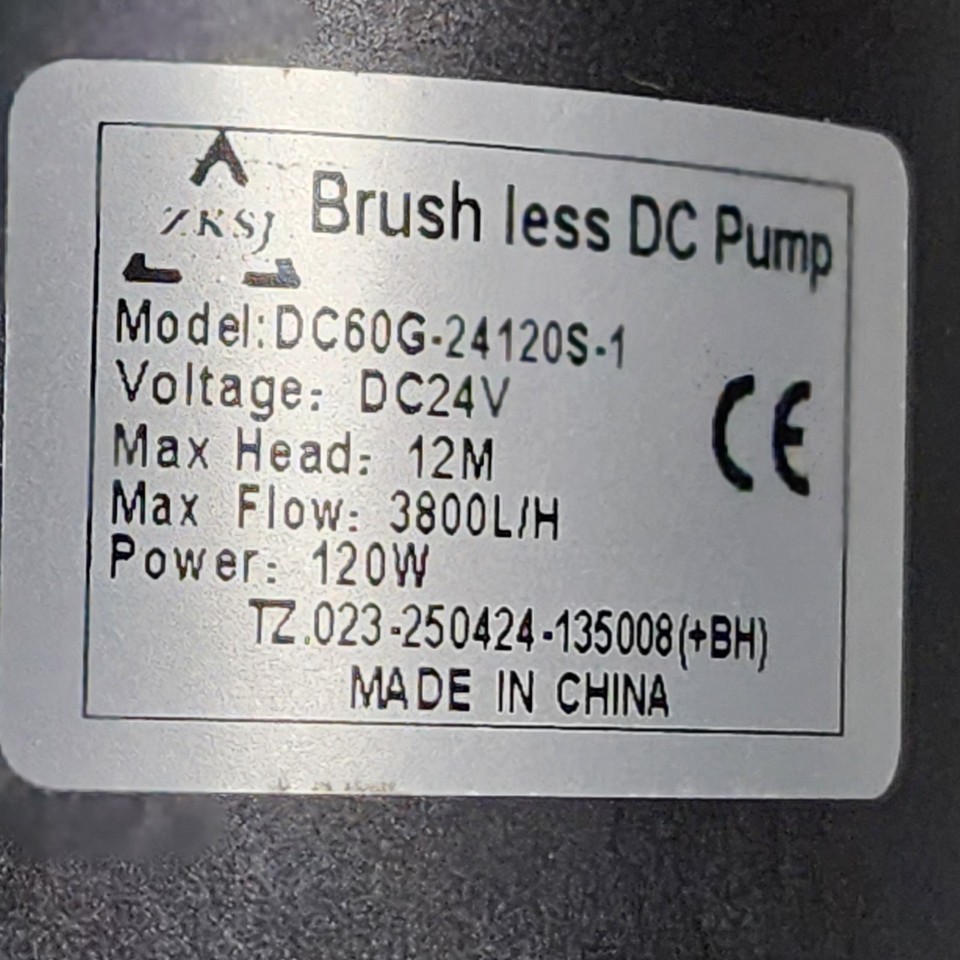 ZKSJ
Brush less DC Pump
Model:DC60G-24120S-1
Voltage: DC24V
Max Head: 12M
Max Flow: 3800L/H
Power: 120W
CE
TZ.023-250424-135008(+BH)
MADE IN CHINA